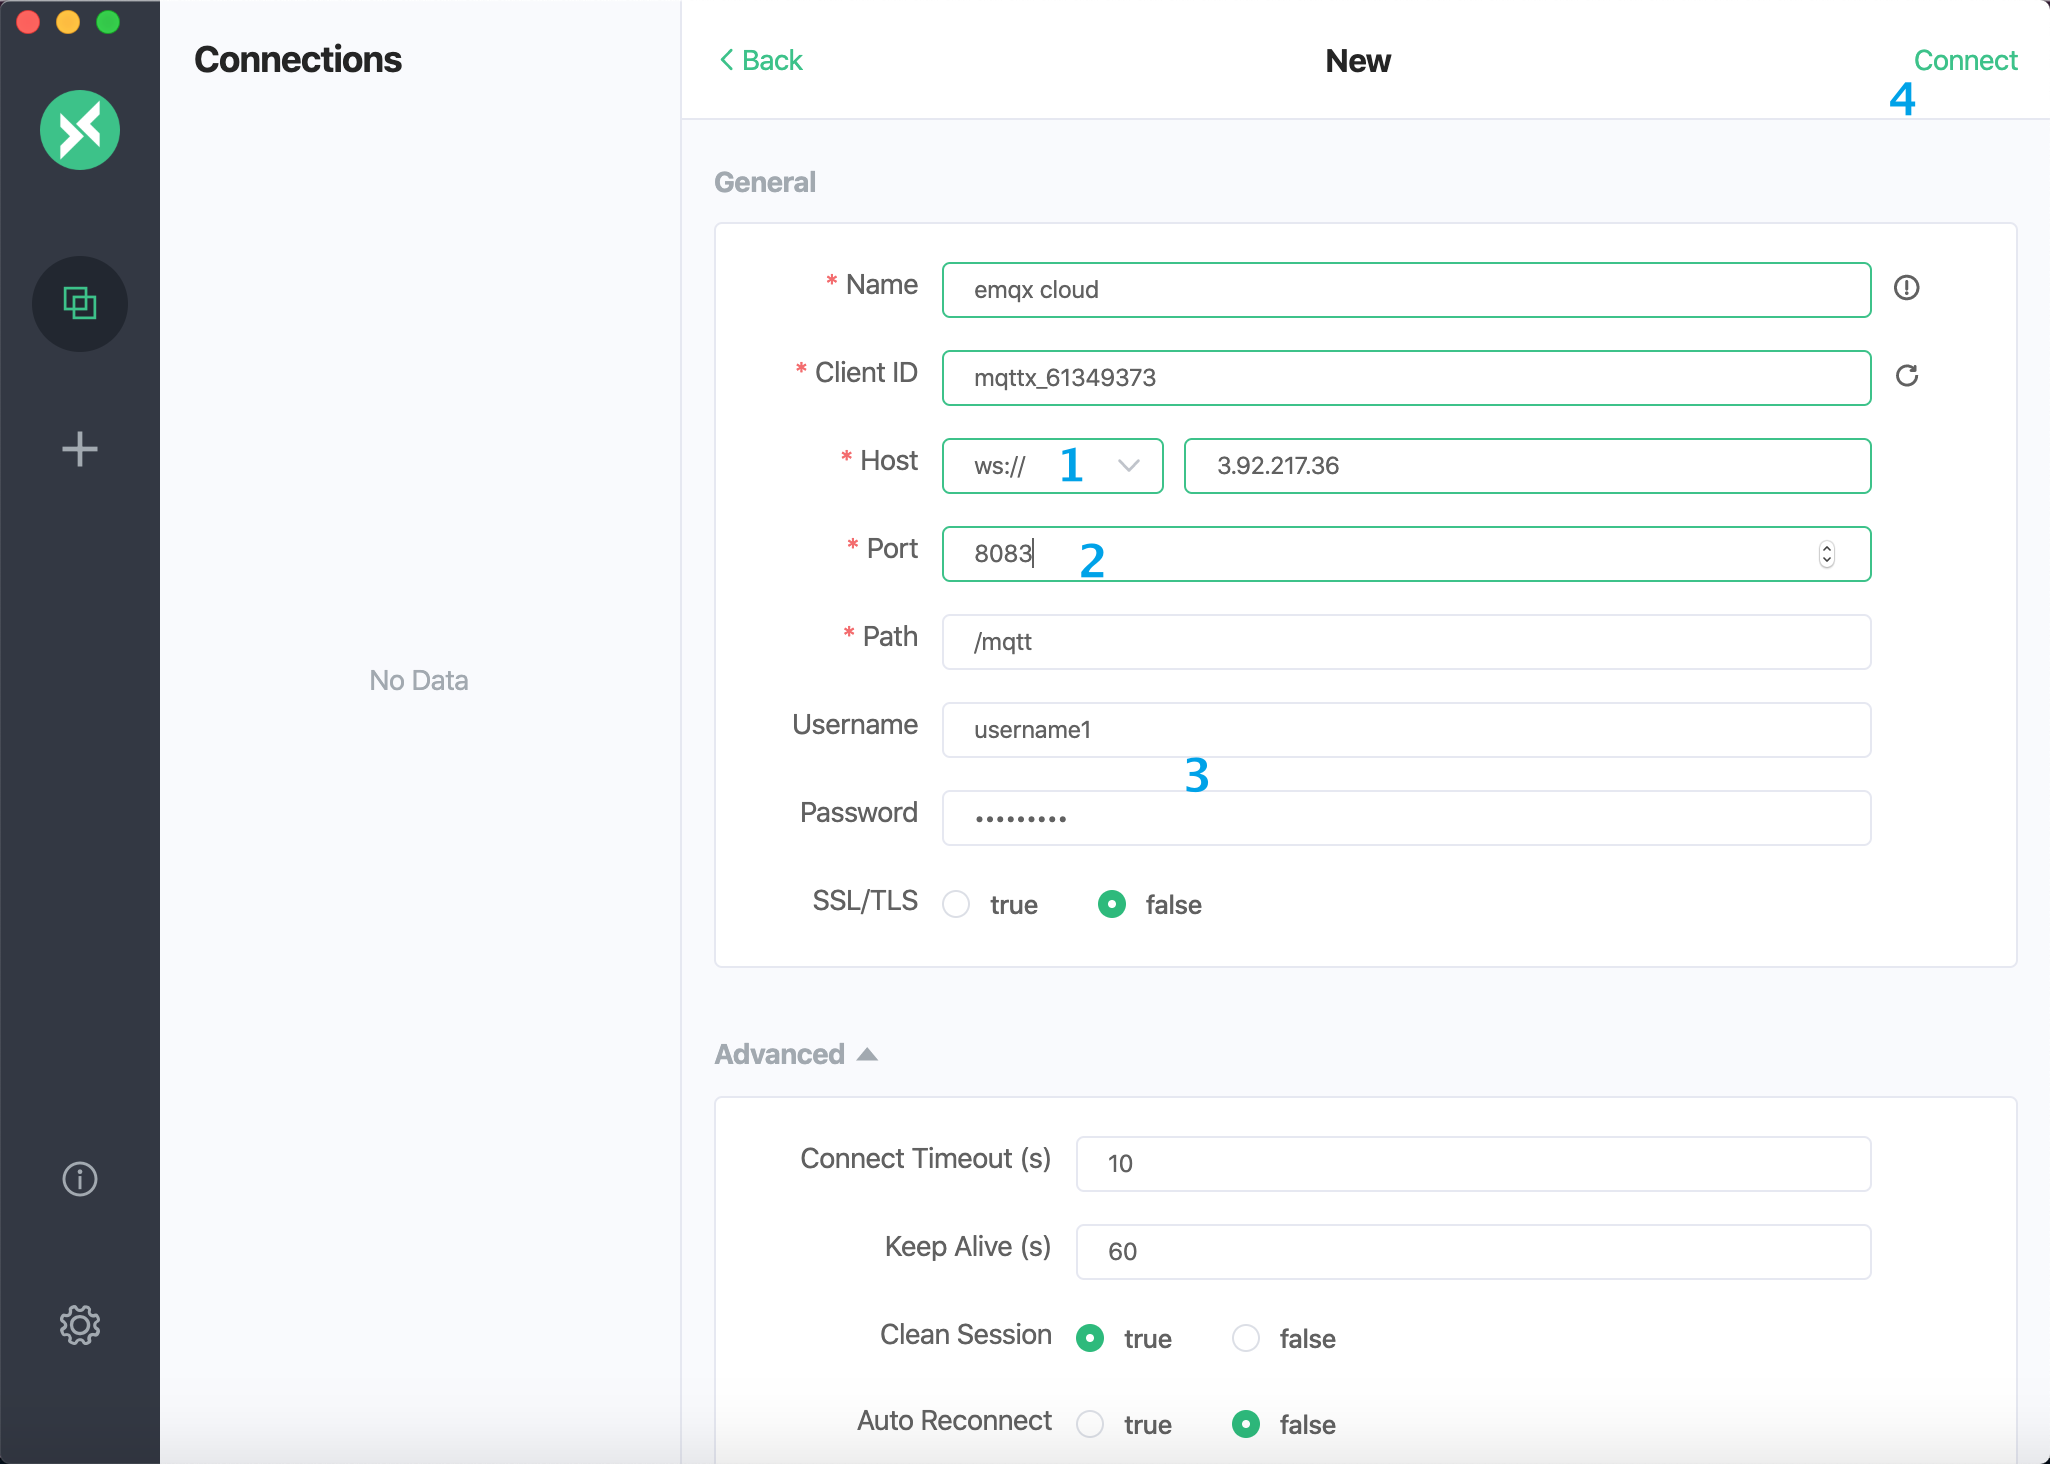 Connections
Back
New
Connect
4
General
* Name
emqx cloud
* Client ID
mqttx_61349373
* Host
ws://
1
3.92.217.36
* Port
8083
2
* Path
/mqtt
Username
username1
3
Password
•••••••••
SSL/TLS
true
false
No Data
Advanced
Connect Timeout (s)
10
Keep Alive (s)
60
Clean Session
true
false
Auto Reconnect
true
false